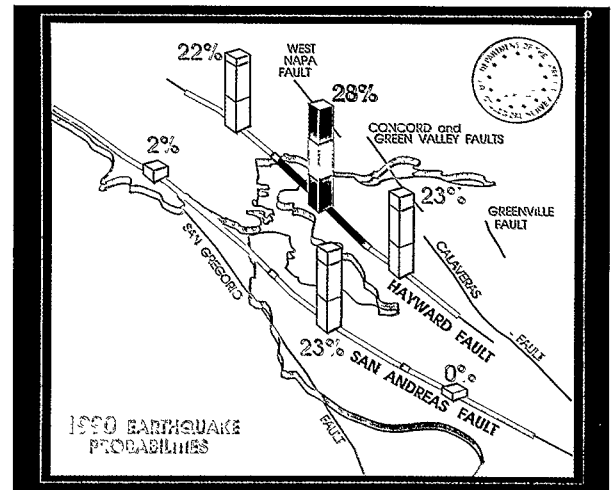 22%
WEST
NAPA
FAULT
28%
CONCORD and
GREEN VALLEY FAULTS
2%
23%
GREENVILLE
FAULT
SAN GREGORIO
FAULT
CALAVERAS
FAULT
HAYWARD FAULT
23%
SAN ANDREAS FAULT
0%
1990 EARTHQUAKE
PROBABILITIES